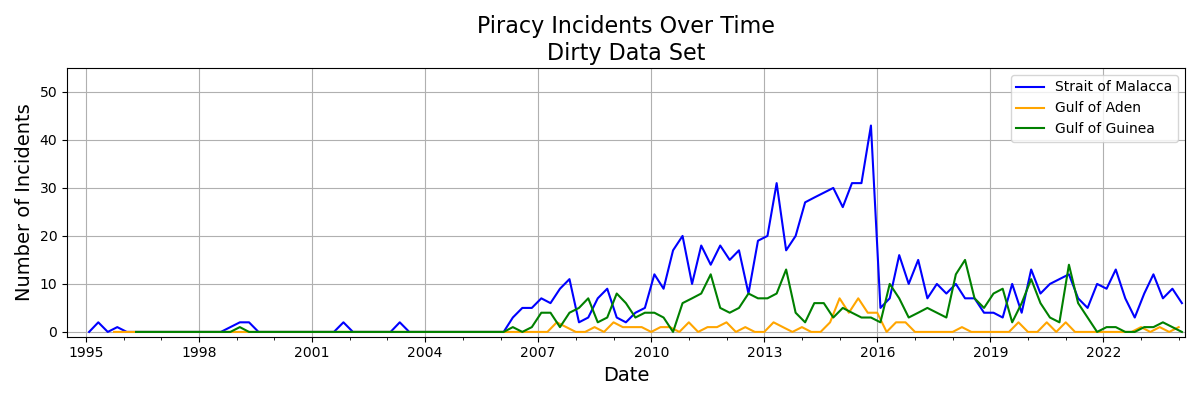 Piracy Incidents Over Time
Dirty Data Set
Number of Incidents
50
40
30
20
10
0
Strait of Malacca
Gulf of Aden
Gulf of Guinea
1995 1998 2001 2004 2007 2010 2013 2016 2019 2022
Date